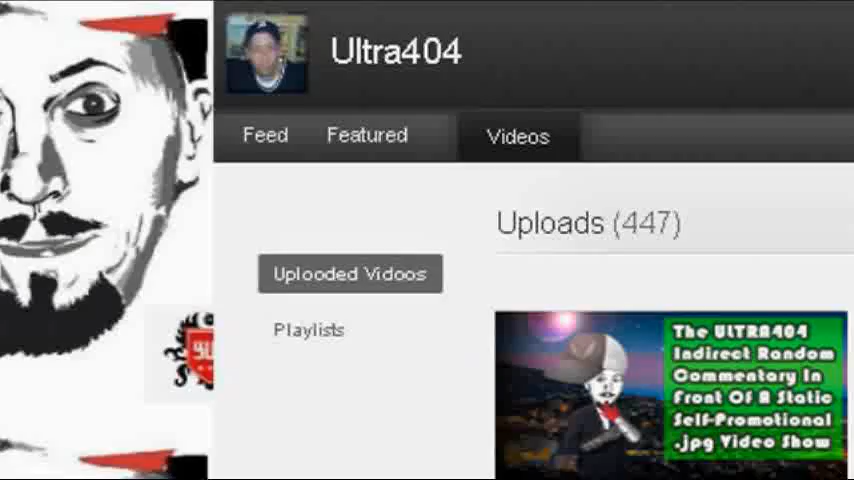 Ultra404
Feed
Featured
Videos
Uploads (447)
Uplooded Vidoos
Playlists
The ULTRA404
Indirect Random
Commentary In
Front Of A Static
Self-Promotional
.jpg Video Show